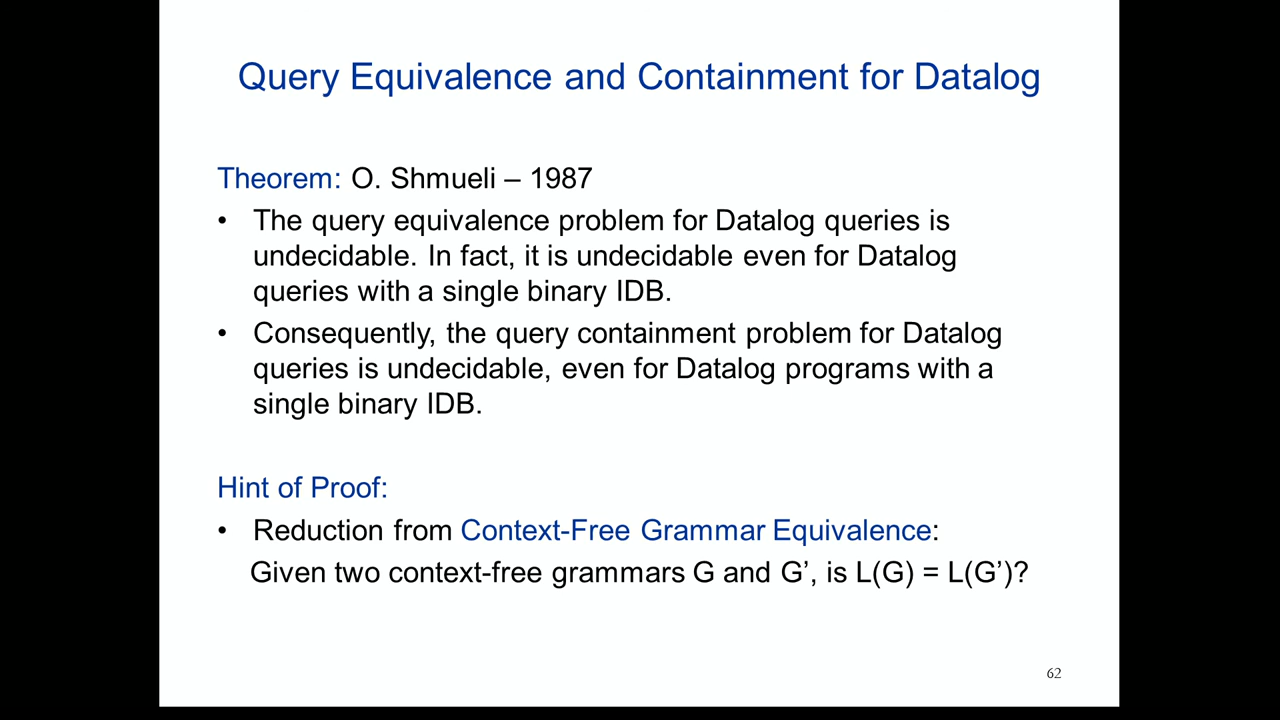 Query Equivalence and Containment for Datalog
Theorem: O. Shmueli – 1987
• The query equivalence problem for Datalog queries is
undecidable. In fact, it is undecidable even for Datalog
queries with a single binary IDB.
• Consequently, the query containment problem for Datalog
queries is undecidable, even for Datalog programs with a
single binary IDB.
Hint of Proof:
• Reduction from Context-Free Grammar Equivalence:
Given two context-free grammars G and G’, is L(G) = L(G’)?
62